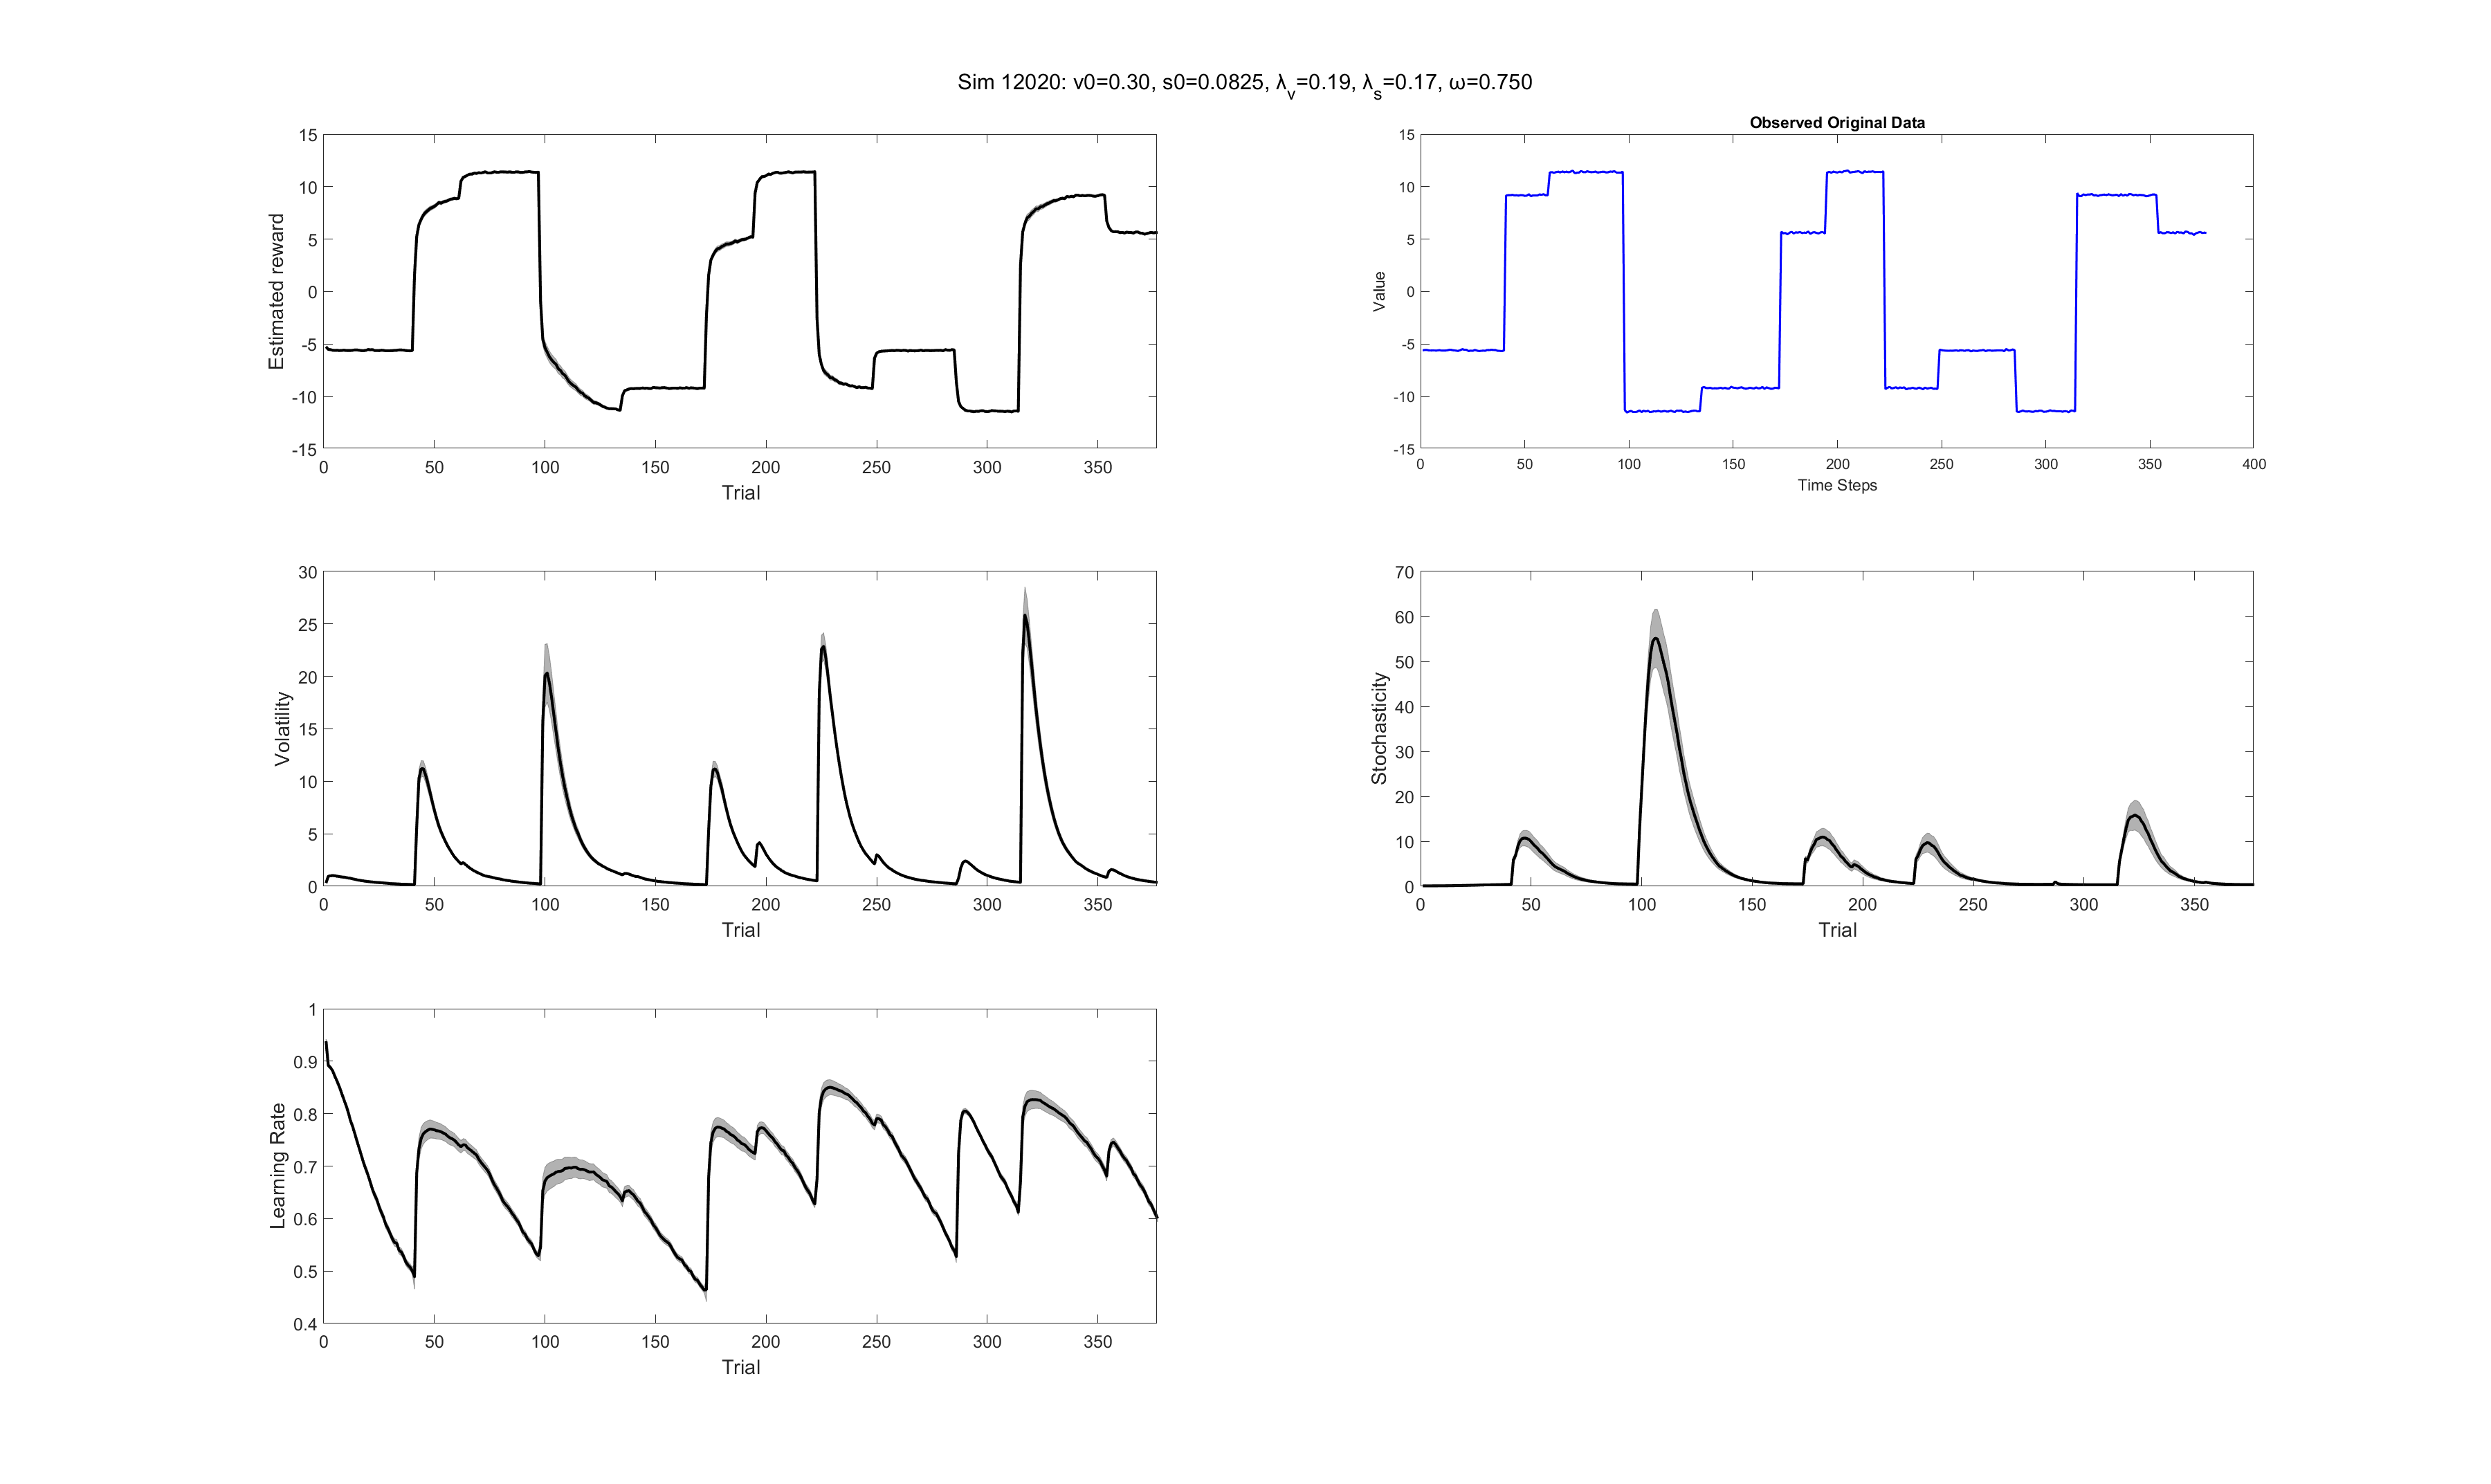 Sim 12020: v0=0.30, s0=0.0825, λv=0.19, λs=0.17, ω=0.750
15
10
5
0
-5
-10
-15
Estimated reward
0 50 100 150 200 250 300 350
Trial
Observed Original Data
15
10
5
0
-5
-10
-15
Value
0 50 100 150 200 250 300 350 400
Time Steps
30
25
20
15
10
5
0
Volatility
0 50 100 150 200 250 300 350
Trial
70
60
50
40
30
20
10
0
Stochasticity
0 50 100 150 200 250 300 350
Trial
1
0.9
0.8
0.7
0.6
0.5
0.4
Learning Rate
0 50 100 150 200 250 300 350
Trial